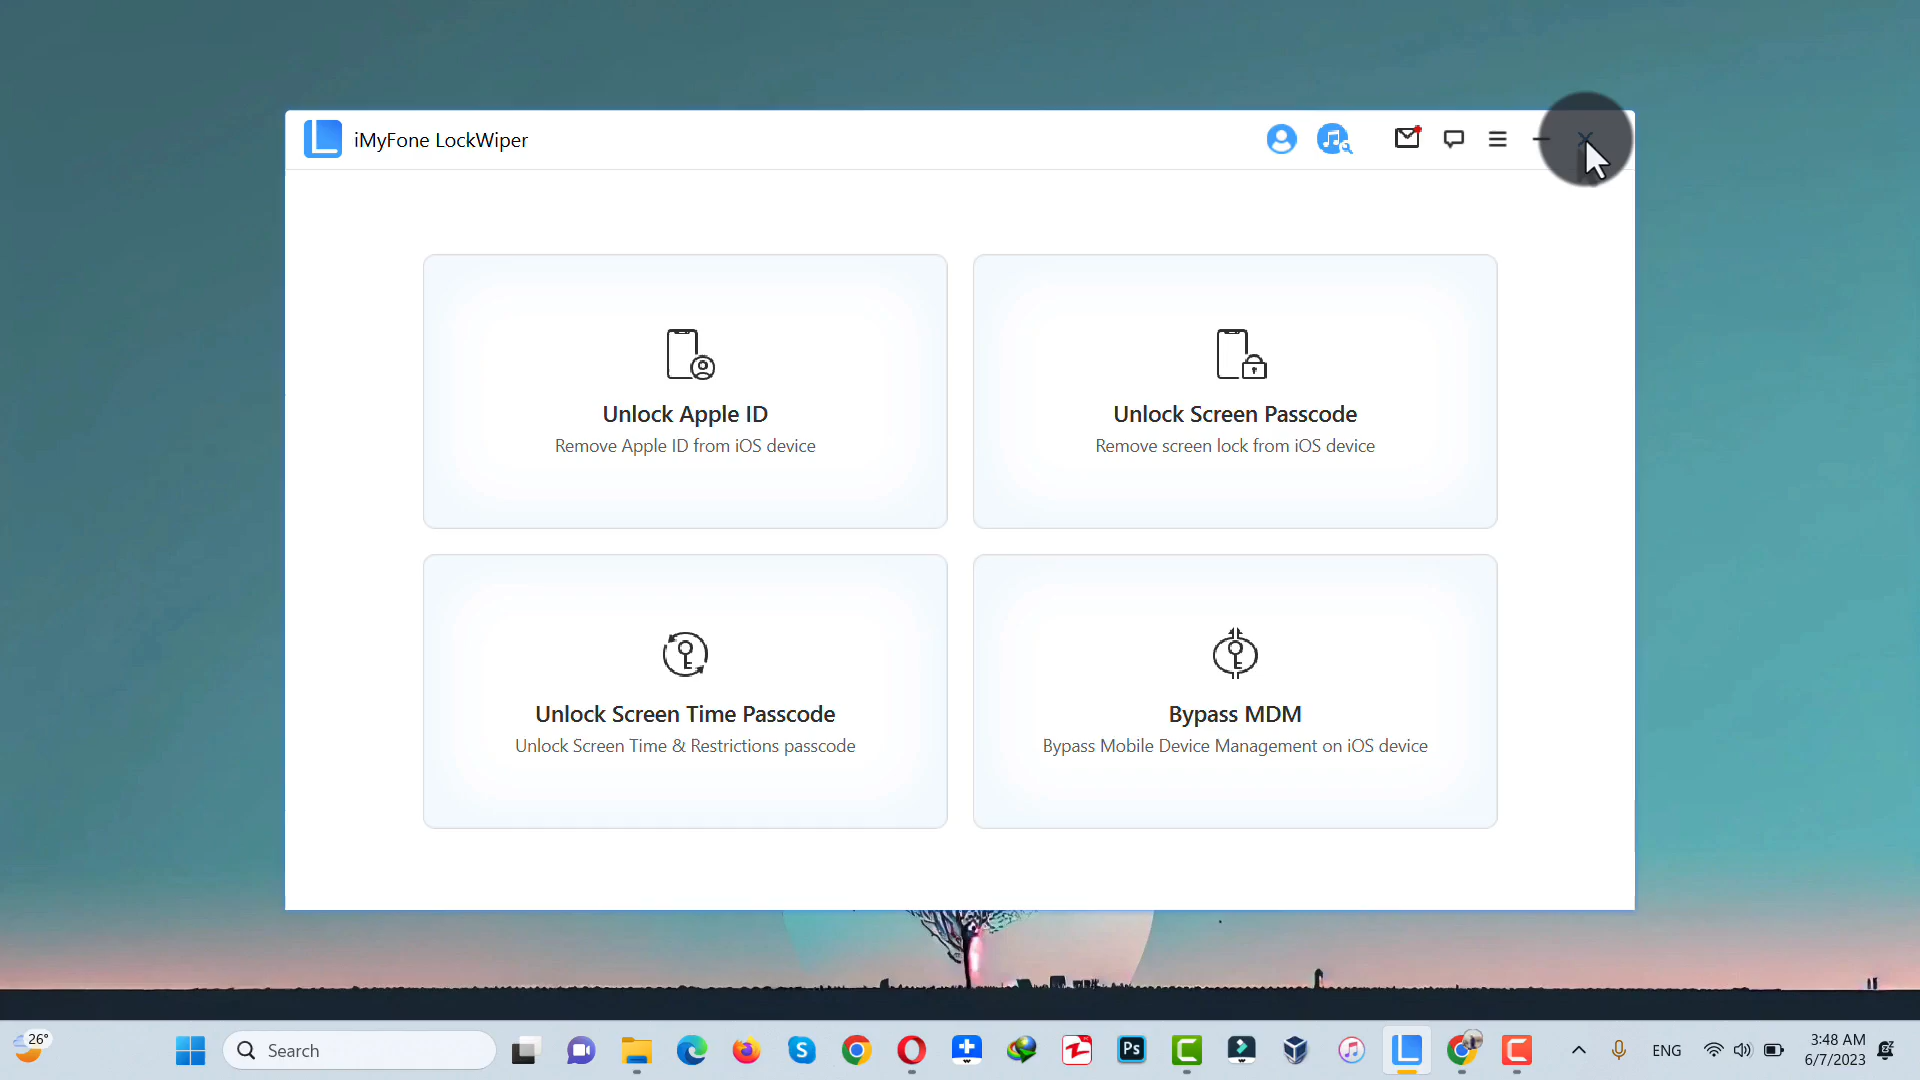 iMyFone LockWiper
Unlock Apple ID
Remove Apple ID from iOS device
Unlock Screen Passcode
Remove screen lock from iOS device
Unlock Screen Time Passcode
Unlock Screen Time & Restrictions passcode
Bypass MDM
Bypass Mobile Device Management on iOS device
26°
Search
Ps
ENG
3:48 AM
6/7/2023